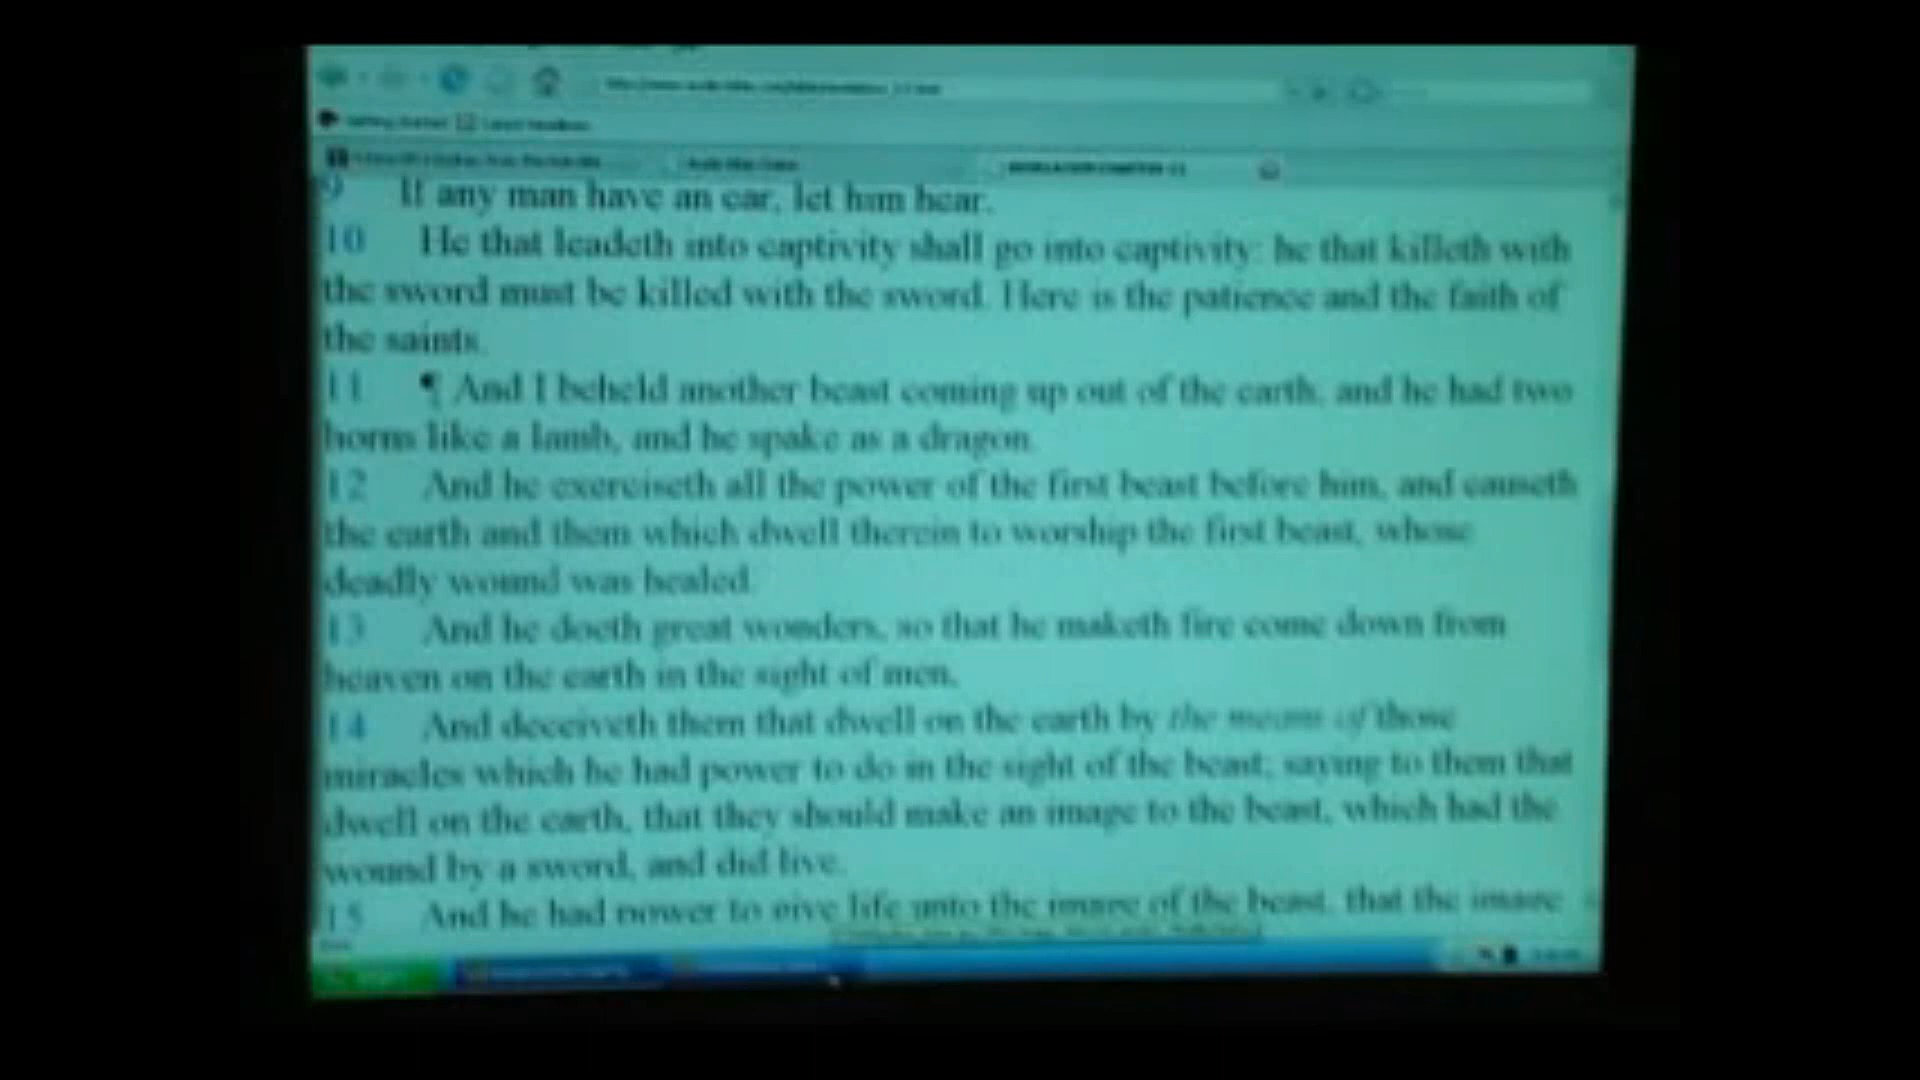 9 If any man have an ear, let him hear.
10 He that leadeth into captivity shall go into captivity: he that killeth with
the sword must be killed with the sword. Here is the patience and the faith of
the saints.
11 ¶ And I beheld another beast coming up out of the earth; and he had two
horns like a lamb, and he spake as a dragon.
12 And he exerciseth all the power of the first beast before him, and causeth
the earth and them which dwell therein to worship the first beast, whose
deadly wound was healed.
13 And he doeth great wonders, so that he maketh fire come down from
heaven on the earth in the sight of men,
14 And deceiveth them that dwell on the earth by the means of those
miracles which he had power to do in the sight of the beast; saying to them that
dwell on the earth, that they should make an image to the beast, which had the
wound by a sword, and did live.
15 And he had power to give life unto the image of the beast, that the image